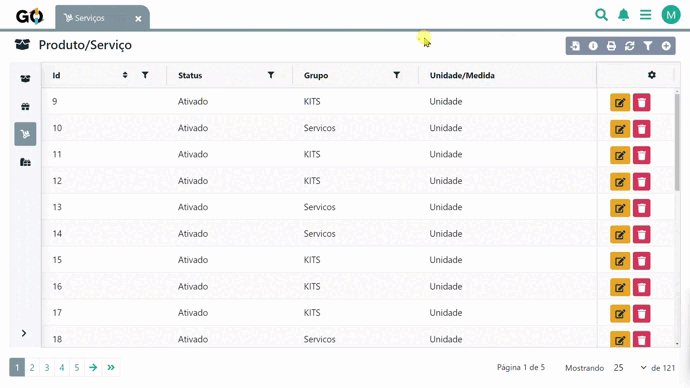 GO
Serviços
M
Produto/Serviço
Id Status Grupo Unidade/Medida
9 Ativado KITS Unidade
10 Ativado Servicos Unidade
11 Ativado KITS Unidade
12 Ativado KITS Unidade
13 Ativado Servicos Unidade
14 Ativado Servicos Unidade
15 Ativado KITS Unidade
16 Ativado KITS Unidade
17 Ativado KITS Unidade
18 Ativado Servicos Unidade
1 2 3 4 5 Página 1 de 5 Mostrando 25 de 121